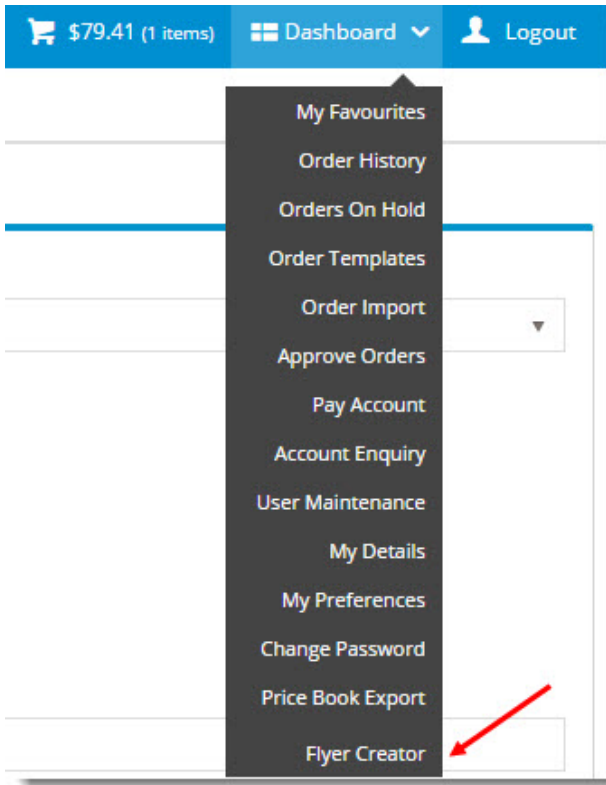 $79.41 (1 items) Dashboard Logout
My Favourites
Order History
Orders On Hold
Order Templates
Order Import
Approve Orders
Pay Account
Account Enquiry
User Maintenance
My Details
My Preferences
Change Password
Price Book Export
Flyer Creator